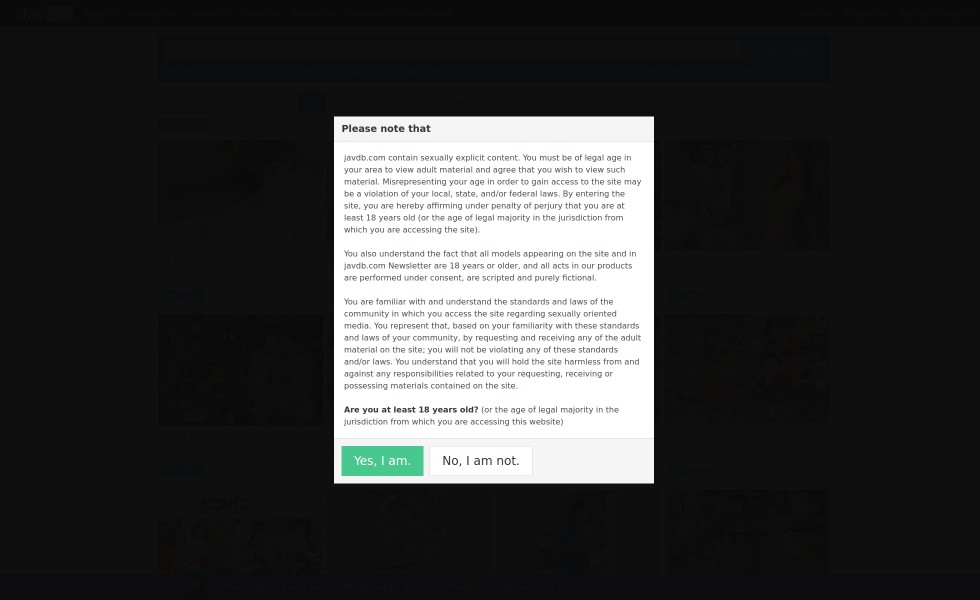 Please note that
javdb.com contain sexually explicit content. You must be of legal age in
your area to view adult material and agree that you wish to view such
material. Misrepresenting your age in order to gain access to the site may
be a violation of your local, state, and/or federal laws. By entering the
site, you are hereby affirming under penalty of perjury that you are at
least 18 years old (or the age of legal majority in the jurisdiction from
which you are accessing the site).
You also understand the fact that all models appearing on the site and in
javdb.com Newsletter are 18 years or older, and all acts in our products
are performed under consent, are scripted and purely fictional.
You are familiar with and understand the standards and laws of the
community in which you access the site regarding sexually oriented
media. You represent that, based on your familiarity with these standards
and laws of your community, by requesting and receiving any of the adult
material on the site; you will not be violating any of these standards
and/or laws. You understand that you will hold the site harmless from and
against any responsibilities related to your requesting, receiving or
possessing materials contained on the site.
Are you at least 18 years old? (or the age of legal majority in the
jurisdiction from which you are accessing this website)
Yes, I am.
No, I am not.